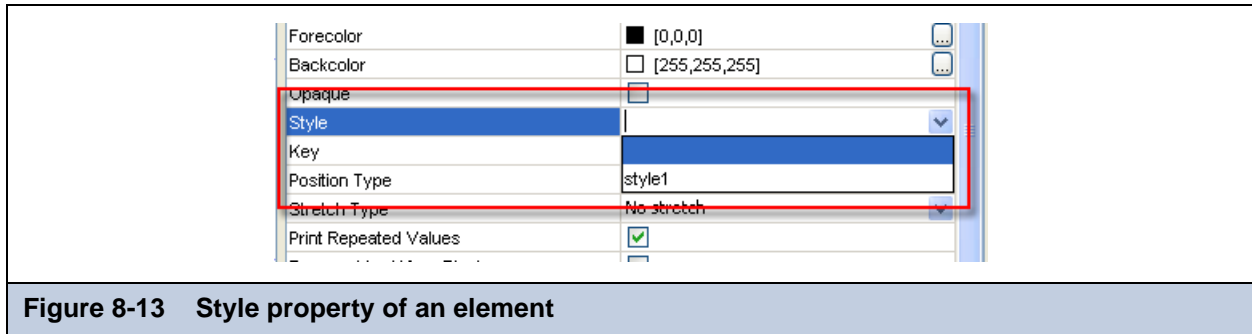 Forecolor [0,0,0] ...
Backcolor [255,255,255] ...
Opaque
Style
Key
Position Type style1
Stretch Type No stretch
Print Repeated Values
Figure 8-13 Style property of an element